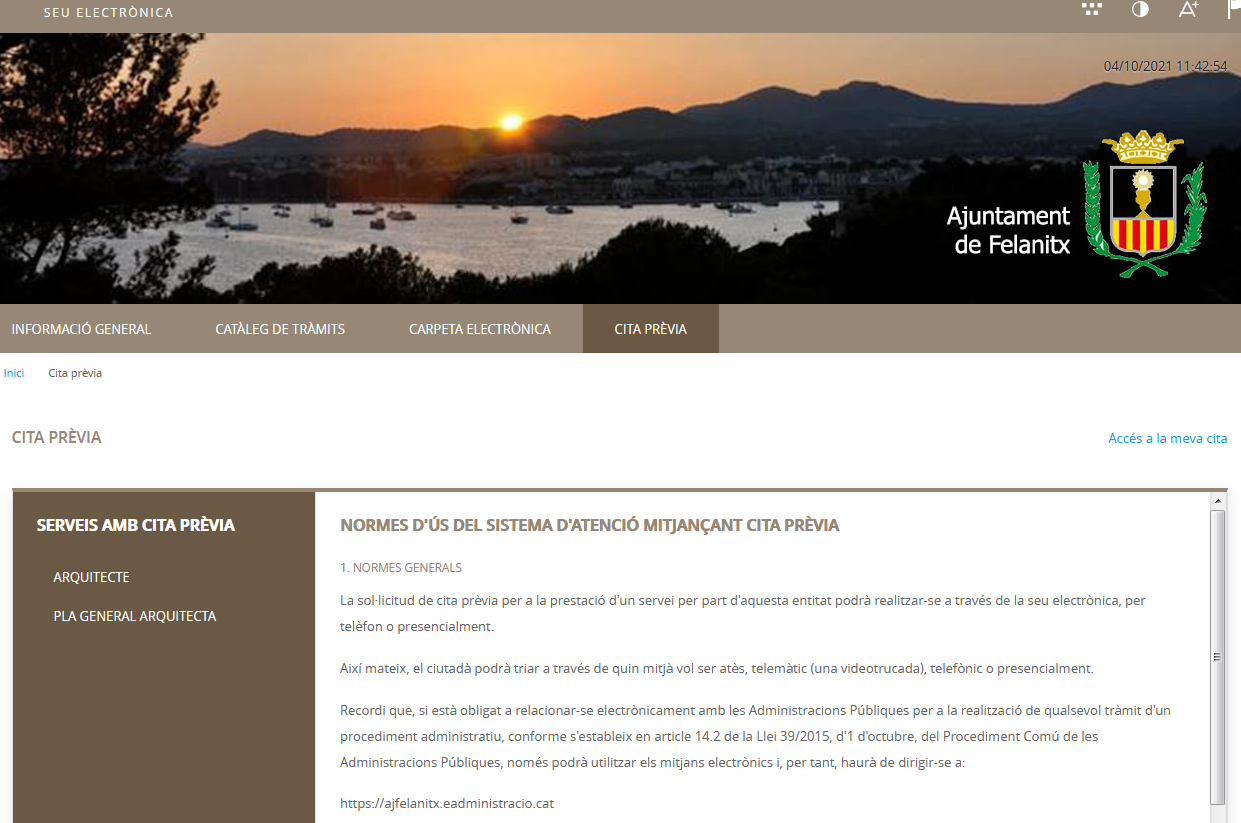 SEU ELECTRÒNICA
04/10/2021 11:42:54
Ajuntament
de Felanitx
INFORMACIÓ GENERAL CATÀLEG DE TRÀMITS CARPETA ELECTRÒNICA CITA PRÈVIA
Inici Cita prèvia
CITA PRÈVIA
Accés a la meva cita
SERVEIS AMB CITA PRÈVIA
ARQUITECTE
PLA GENERAL ARQUITECTA
NORMES D'ÚS DEL SISTEMA D'ATENCIÓ MITJANÇANT CITA PRÈVIA
1. NORMES GENERALS
La sol·licitud de cita prèvia per a la prestació d'un servei per part d'aquesta entitat podrà realitzar-se a través de la seu electrònica, per
telèfon o presencialment.
Així mateix, el ciutadà podrà triar a través de quin mitjà vol ser atès, telemàtic (una videotrucada), telefònic o presencialment.
Recordi que, si està obligat a relacionar-se electrònicament amb les Administracions Públiques per a la realització de qualsevol tràmit d'un
procediment administratiu, conforme s'estableix en article 14.2 de la Llei 39/2015, d'1 d'octubre, del Procediment Comú de les
Administracions Públiques, només podrà utilitzar els mitjans electrònics i, per tant, haurà de dirigir-se a:
https://ajfelanitx.eadministracio.cat